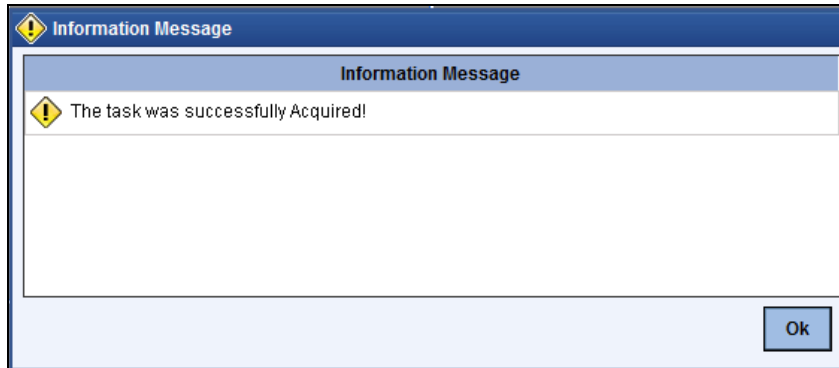 Information Message
Information Message
The task was successfully Acquired!
Ok